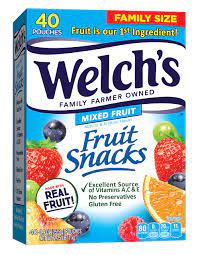 FAMILY SIZE
40
POUCHES
Fruit is our 1st Ingredient!
Welch's
FAMILY FARMER OWNED
MIXED FRUIT
Fruit
Snacks
MADE WITH
REAL
FRUIT!
✓ Excellent Source
of Vitamins A, C & E
No Preservatives
Gluten Free
80